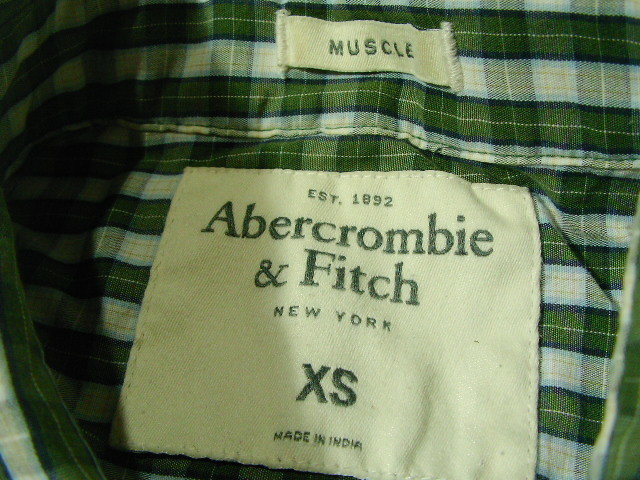 MUSCLE
EST. 1892
Abercrombie
& Fitch
NEW YORK
XS
MADE IN INDIA